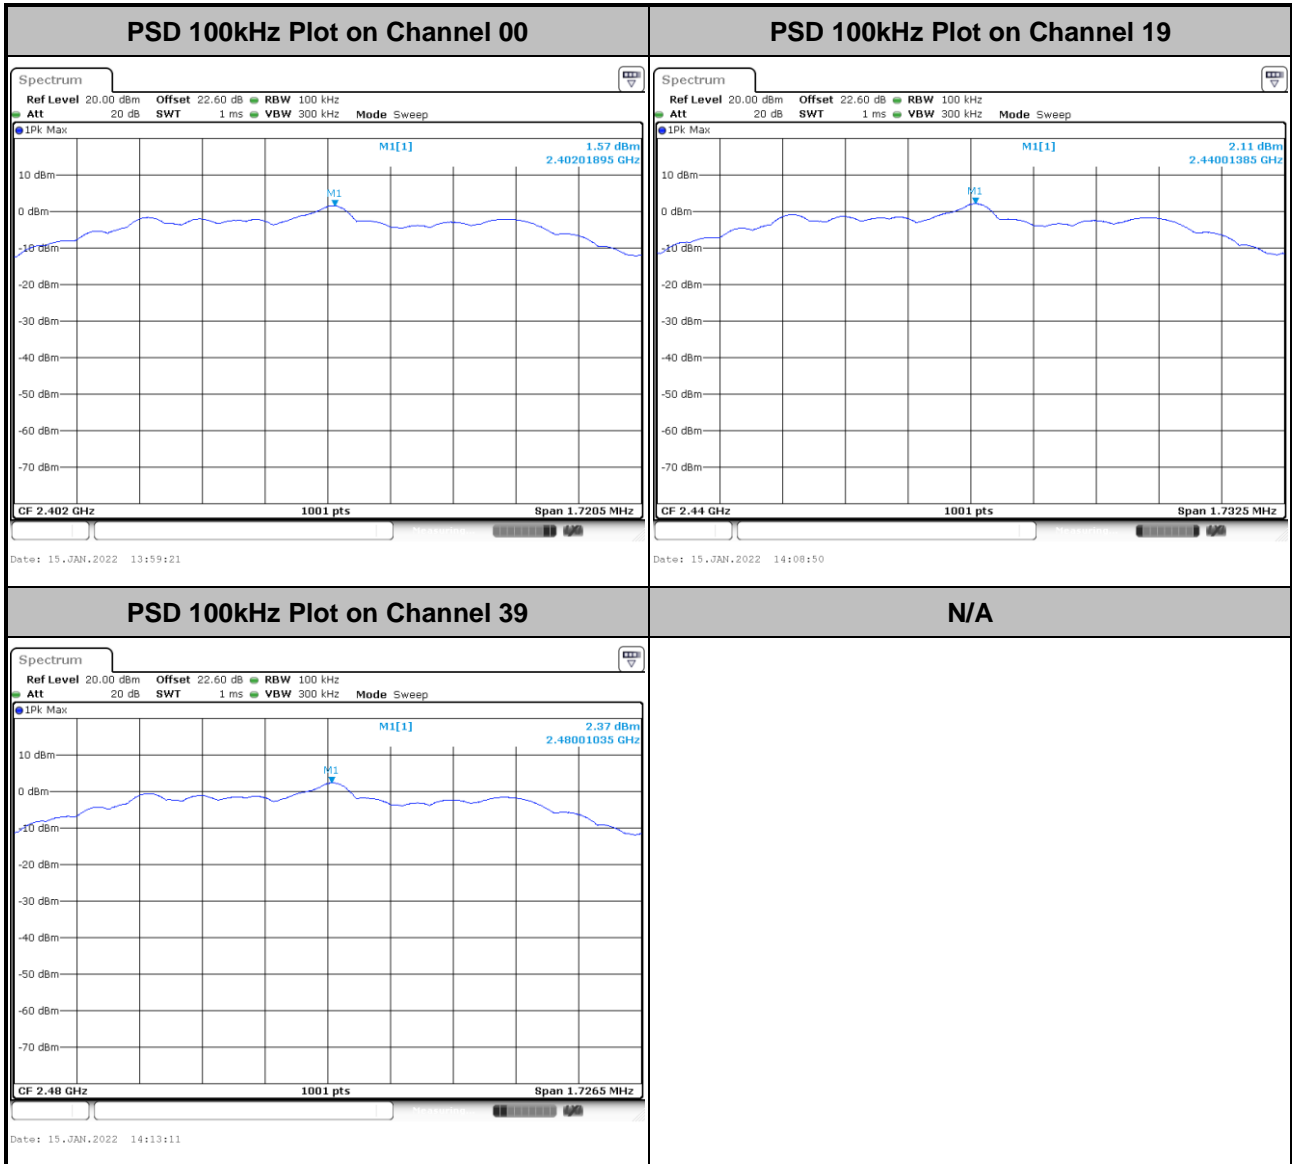 PSD 100kHz Plot on Channel 00
Spectrum
Ref Level 20.00 dBm Offset 22.60 dB RBW 100 kHz
Att 20 dB SWT 1 ms VBW 300 kHz Mode Sweep
1Pk Max
M1[1] 1.57 dBm
2.40201895 GHz
10 dBm
M1
0 dBm
-10 dBm
-20 dBm
-30 dBm
-40 dBm
-50 dBm
-60 dBm
-70 dBm
CF 2.402 GHz 1001 pts Span 1.7205 MHz
Measuring...
Date: 15.JAN.2022 13:59:21
PSD 100kHz Plot on Channel 19
Spectrum
Ref Level 20.00 dBm Offset 22.60 dB RBW 100 kHz
Att 20 dB SWT 1 ms VBW 300 kHz Mode Sweep
1Pk Max
M1[1] 2.11 dBm
2.44001385 GHz
10 dBm
M1
0 dBm
-10 dBm
-20 dBm
-30 dBm
-40 dBm
-50 dBm
-60 dBm
-70 dBm
CF 2.44 GHz 1001 pts Span 1.7325 MHz
Measuring...
Date: 15.JAN.2022 14:08:50
PSD 100kHz Plot on Channel 39
Spectrum
Ref Level 20.00 dBm Offset 22.60 dB RBW 100 kHz
Att 20 dB SWT 1 ms VBW 300 kHz Mode Sweep
1Pk Max
M1[1] 2.37 dBm
2.48001035 GHz
10 dBm
M1
0 dBm
-10 dBm
-20 dBm
-30 dBm
-40 dBm
-50 dBm
-60 dBm
-70 dBm
CF 2.48 GHz 1001 pts Span 1.7265 MHz
Measuring...
Date: 15.JAN.2022 14:13:11
N/A